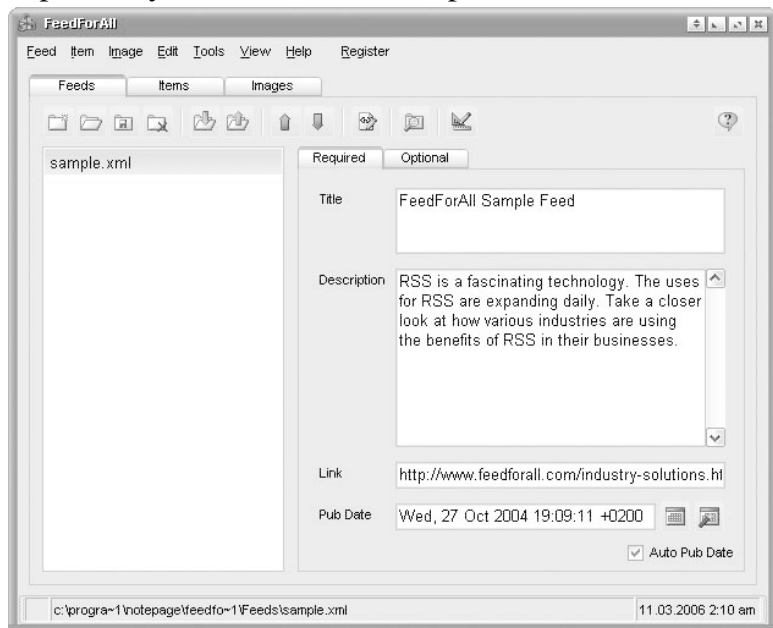 FeedForAll
Feed Item Image Edit Tools View Help Register
Feeds Items Images
sample.xml
Required Optional
Title
FeedForAll Sample Feed
Description
RSS is a fascinating technology. The uses
for RSS are expanding daily. Take a closer
look at how various industries are using
the benefits of RSS in their businesses.
Link
http://www.feedforall.com/industry-solutions.ht
Pub Date
Wed, 27 Oct 2004 19:09:11 +0200
Auto Pub Date
c:\progra~1\notepage\feedfo~1\Feeds\sample.xml
11.03.2006 2:10 am